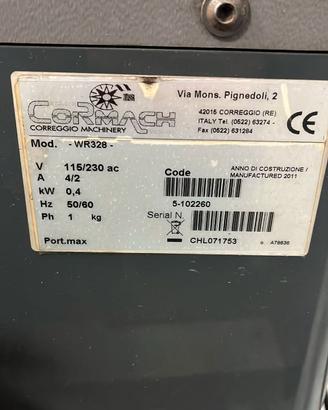 CORMACH
CORREGGIO MACHINERY
Via Mons. Pignedoli, 2
42015 CORREGGIO (RE)
ITALY Tel. (0522) 63274 -
Fax (0522) 631284
CE
Mod. - WR328 -
V 115/230 ac
A 4/2
kW 0,4
Hz 50/60
Ph 1 kg
Port.max
Code
5-102260
ANNO DI COSTRUZIONE /
MANUFACTURED 2011
Serial N.
CHL071753
o. A78636